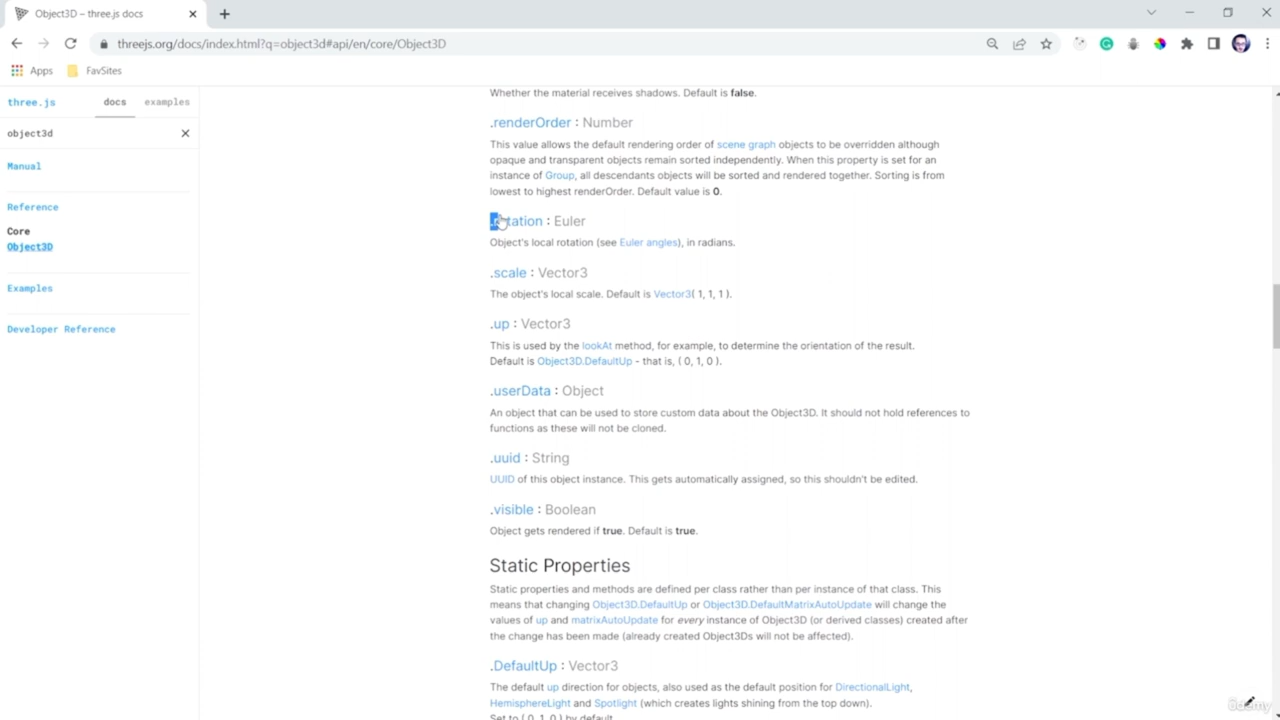 Object3D – three.js docs
threejs.org/docs/index.html?q=object3d#api/en/core/Object3D
Apps
FavSites
three.js
docs
examples
object3d
Manual
Reference
Core
Object3D
Examples
Developer Reference
Whether the material receives shadows. Default is false.
.renderOrder : Number
This value allows the default rendering order of scene graph objects to be overridden although
opaque and transparent objects remain sorted independently. When this property is set for an
instance of Group, all descendants objects will be sorted and rendered together. Sorting is from
lowest to highest renderOrder. Default value is 0.
.rotation : Euler
Object's local rotation (see Euler angles), in radians.
.scale : Vector3
The object's local scale. Default is Vector3( 1, 1, 1 ).
.up : Vector3
This is used by the lookAt method, for example, to determine the orientation of the result.
Default is Object3D.DefaultUp - that is, ( 0, 1, 0 ).
.userData : Object
An object that can be used to store custom data about the Object3D. It should not hold references to
functions as these will not be cloned.
.uuid : String
UUID of this object instance. This gets automatically assigned, so this shouldn't be edited.
.visible : Boolean
Object gets rendered if true. Default is true.
Static Properties
Static properties and methods are defined per class rather than per instance of that class. This
means that changing Object3D.DefaultUp or Object3D.DefaultMatrixAutoUpdate will change the
values of up and matrixAutoUpdate for every instance of Object3D (or derived classes) created after
the change has been made (already created Object3Ds will not be affected).
.DefaultUp : Vector3
The default up direction for objects, also used as the default position for DirectionalLight,
HemisphereLight and Spotlight (which creates lights shining from the top down).
Set to ( 0, 1, 0 ) by default.
ûdemy